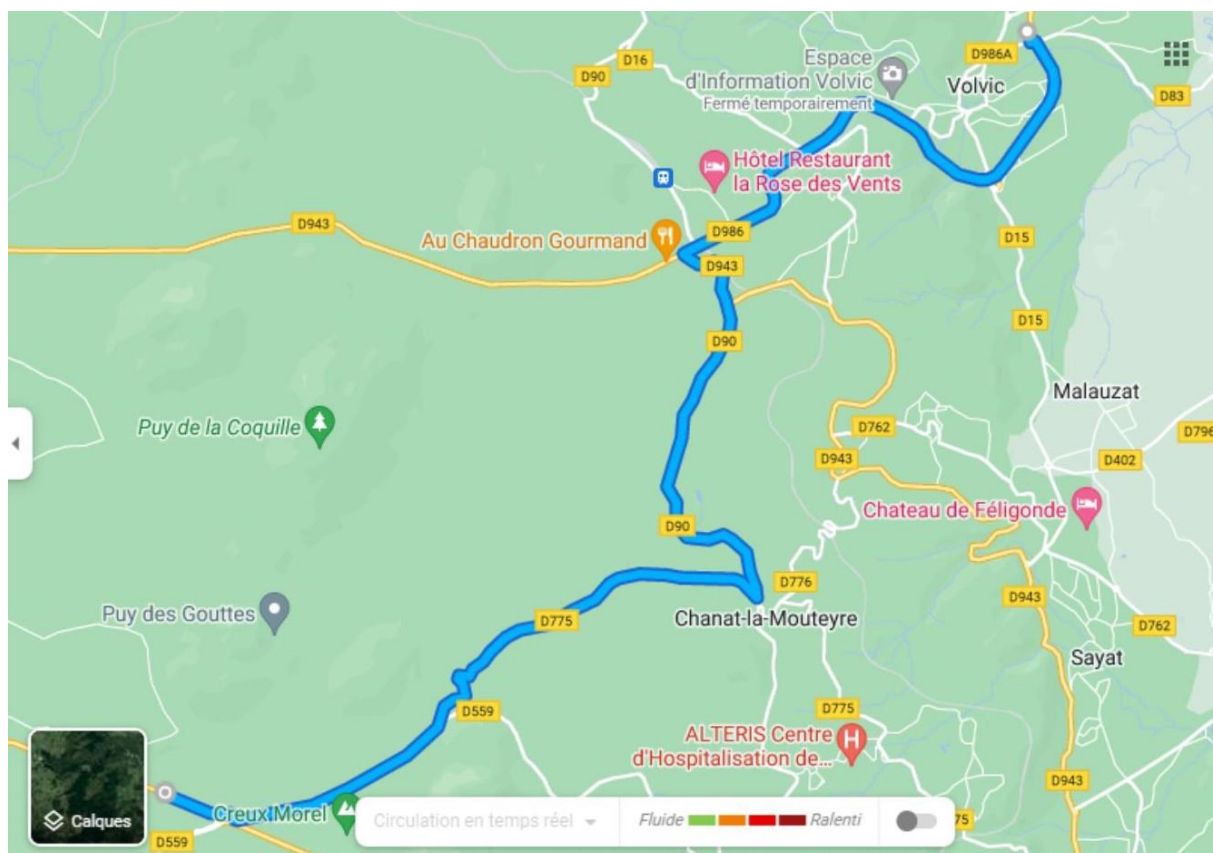 D986A
D16
Espace
d'Information Volvic
Fermé temporairement
Volvic
D90
D83
Hôtel Restaurant
la Rose des Vents
D943
D986
Au Chaudron Gourmand
D943
D15
D15
D90
Malauzat
Puy de la Coquille
D762
D796
D943
D402
Chateau de Féligonde
D90
D776
Puy des Gouttes
Chanat-la-Mouteyre
D943
D775
D762
Sayat
D559
D775
ALTERIS Centre
d'Hospitalisation de...
D943
Creux Morel
Calques
Circulation en temps réel
Fluide
Ralenti
75
D559